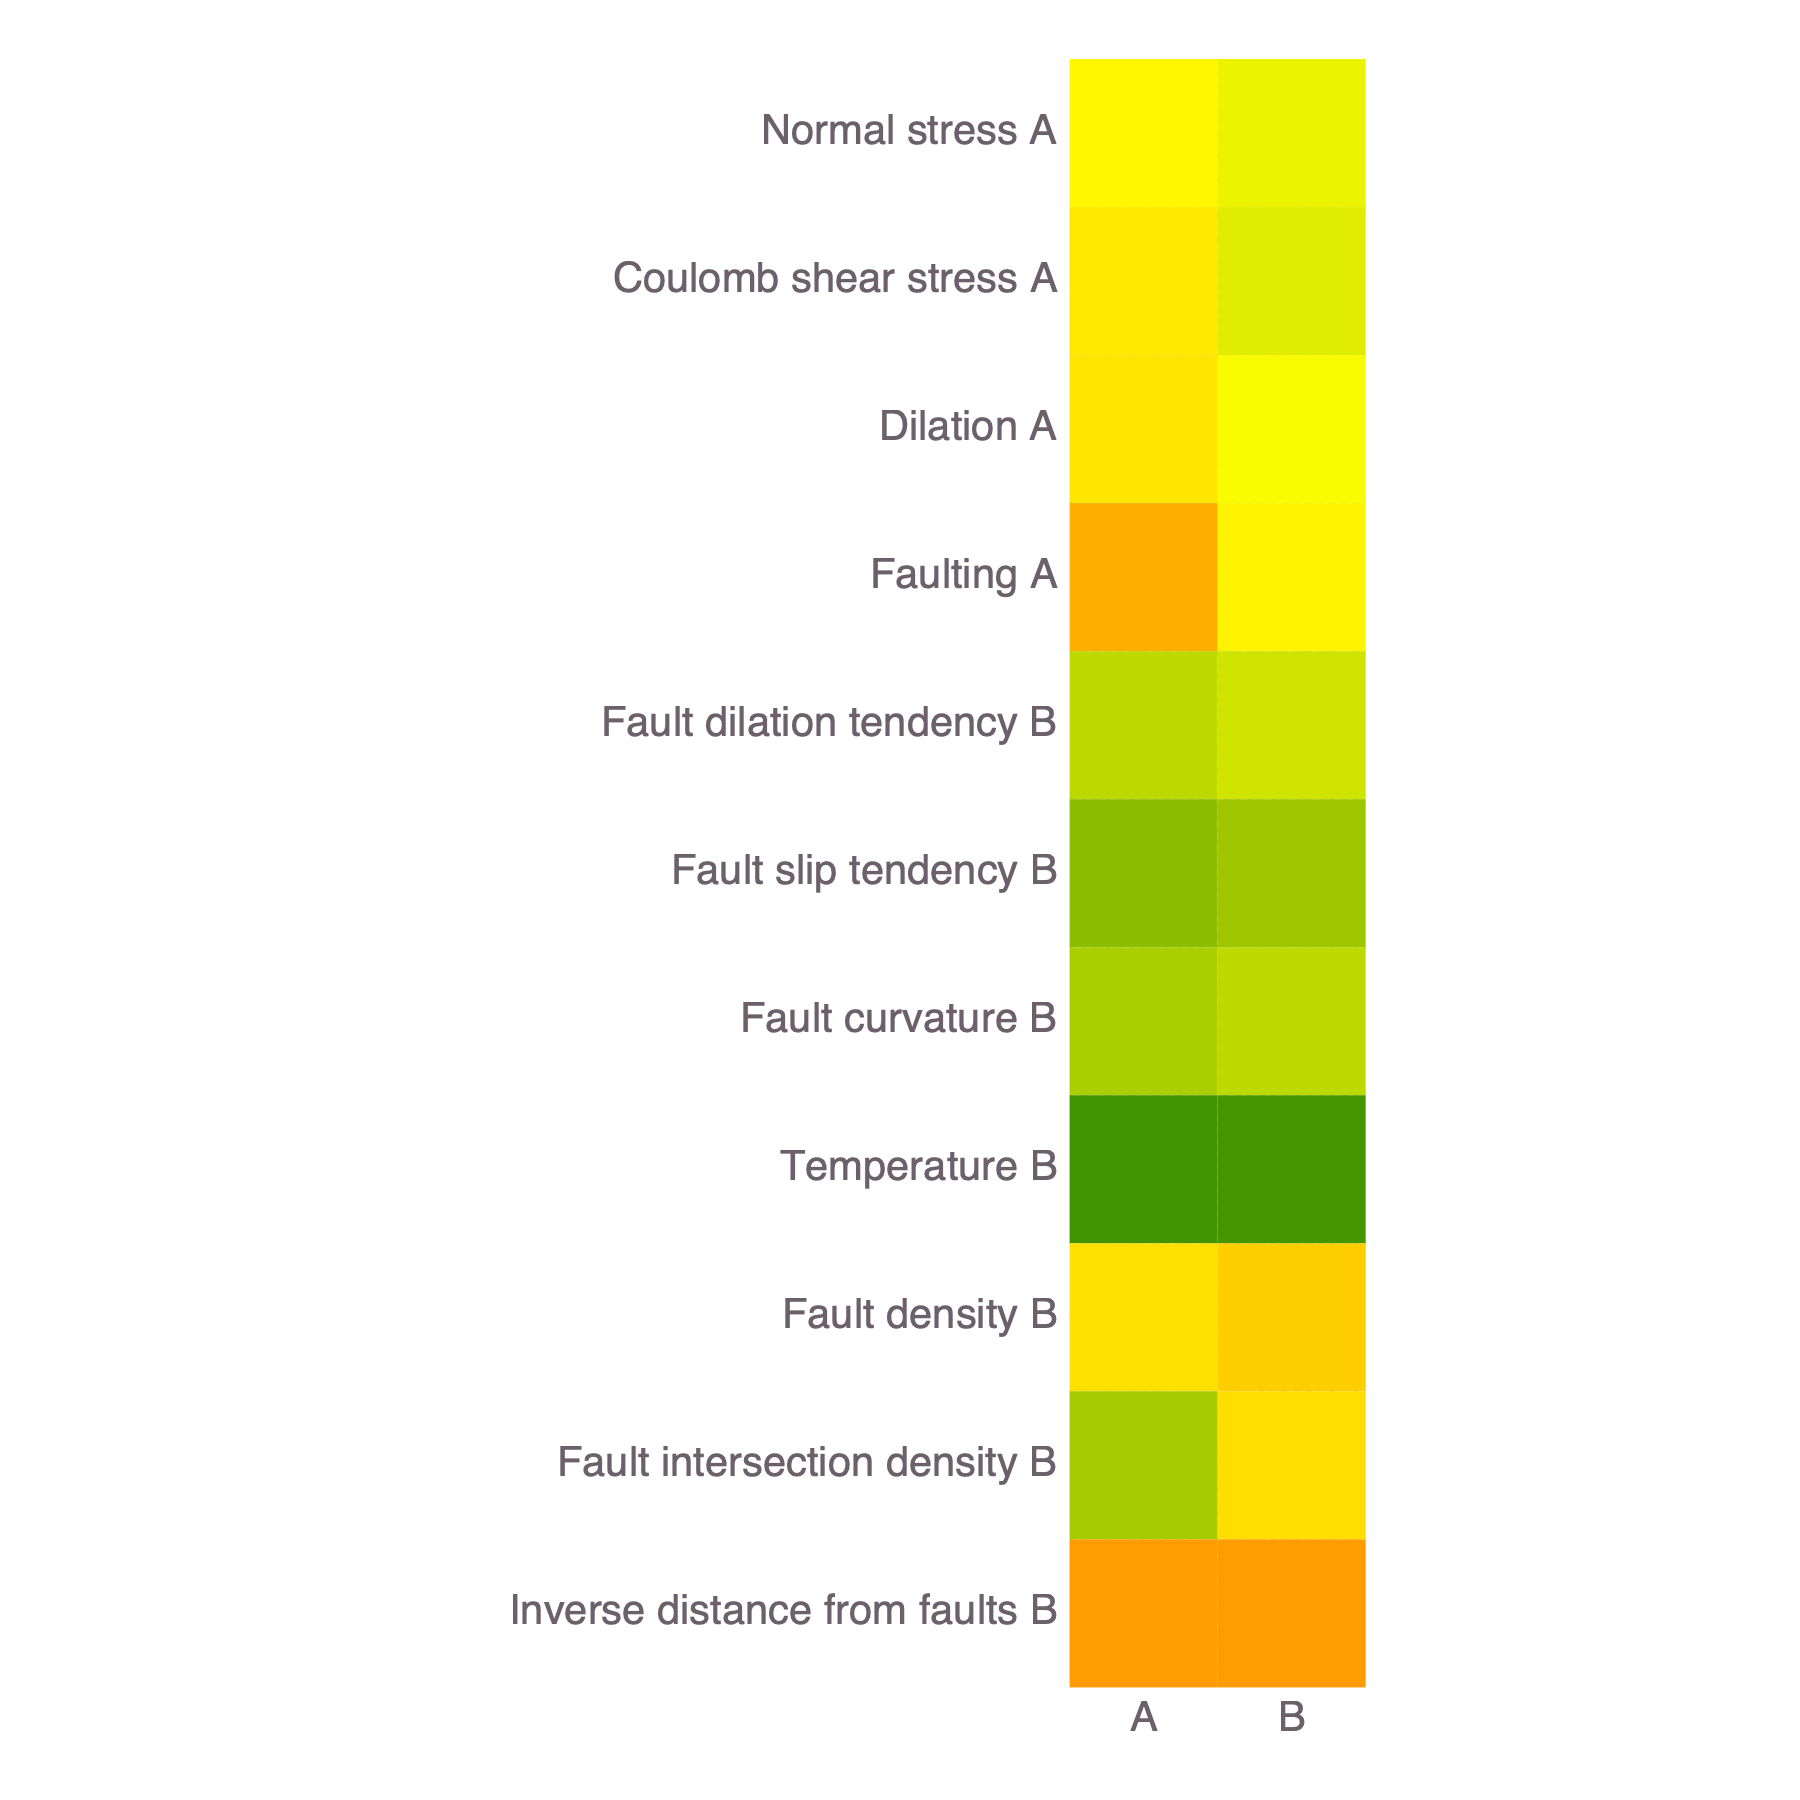 Normal stress A
Coulomb shear stress A
Dilation A
Faulting A
Fault dilation tendency B
Fault slip tendency B
Fault curvature B
Temperature B
Fault density B
Fault intersection density B
Inverse distance from faults B
A B